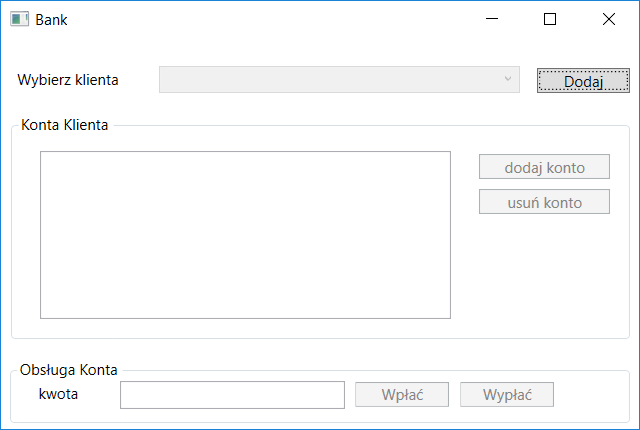 Bank
Wybierz klienta
Dodaj
Konta Klienta
dodaj konto
usuń konto
Obsługa Konta
kwota
Wpłać
Wypłać